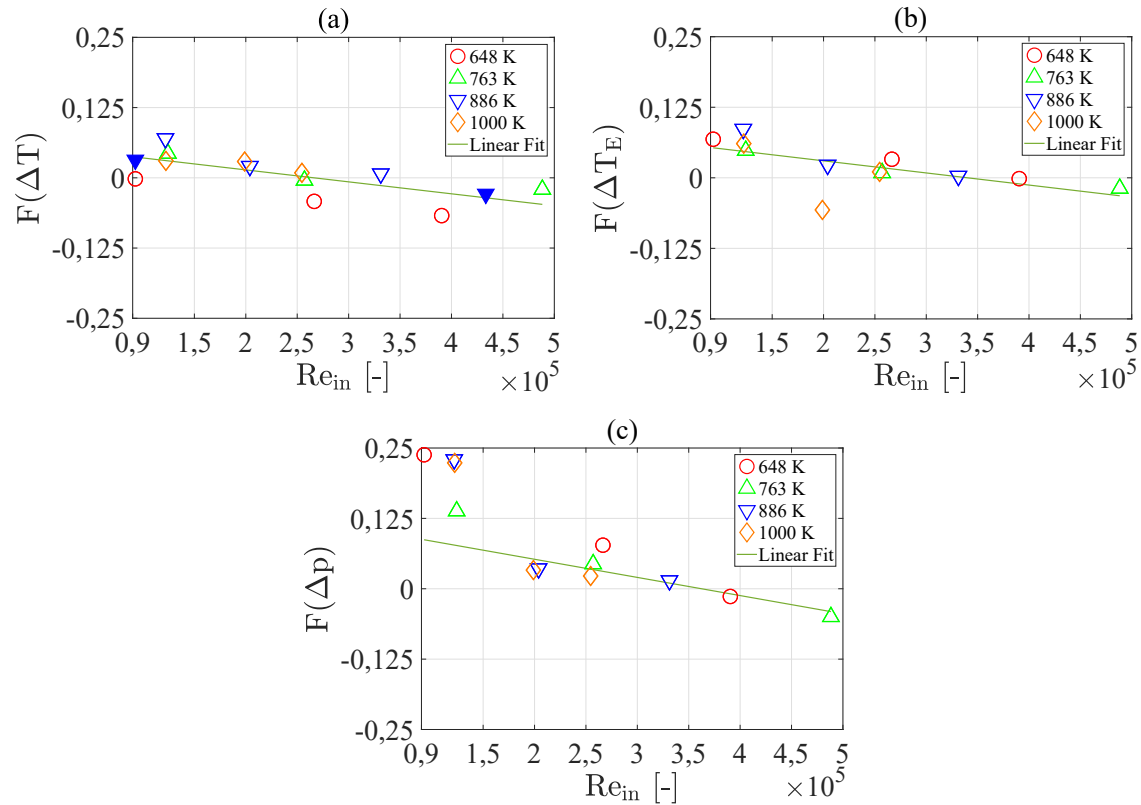 (a)
0,25
0,125
0
-0,125
-0,25
F(ΔT)
648 K
763 K
886 K
1000 K
Linear Fit
0,9 1,5 2 2,5 3 3,5 4 4,5 5
Re_in [-]
×10^5
(b)
0,25
0,125
0
-0,125
-0,25
F(ΔT_E)
648 K
763 K
886 K
1000 K
Linear Fit
0,9 1,5 2 2,5 3 3,5 4 4,5 5
Re_in [-]
×10^5
(c)
0,25
0,125
0
-0,125
-0,25
F(Δp)
648 K
763 K
886 K
1000 K
Linear Fit
0,9 1,5 2 2,5 3 3,5 4 4,5 5
Re_in [-]
×10^5